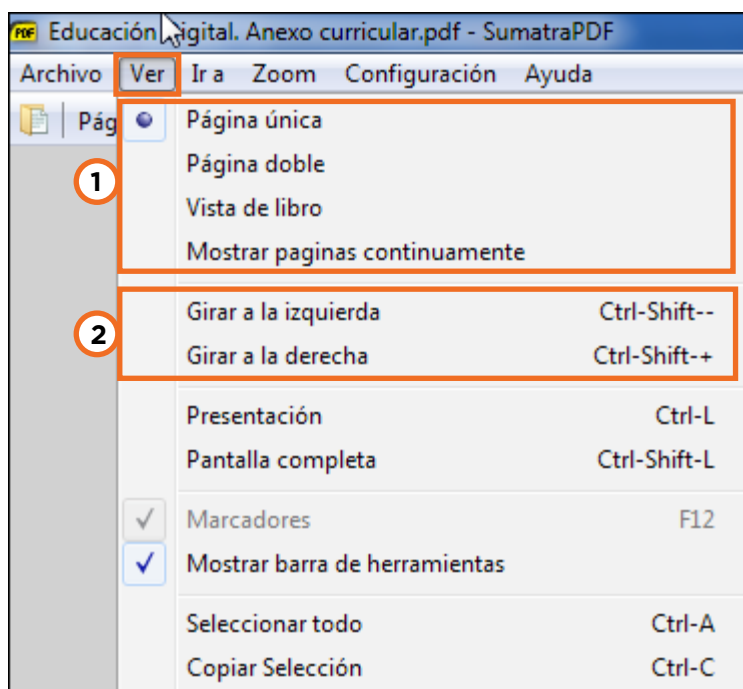 PDF Educación Digital. Anexo curricular.pdf - SumatraPDF
Archivo Ver Ir a Zoom Configuración Ayuda
Pág
1
Página única
Página doble
Vista de libro
Mostrar paginas continuamente
2
Girar a la izquierda Ctrl-Shift--
Girar a la derecha Ctrl-Shift-+
Presentación Ctrl-L
Pantalla completa Ctrl-Shift-L
Marcadores F12
Mostrar barra de herramientas
Seleccionar todo Ctrl-A
Copiar Selección Ctrl-C